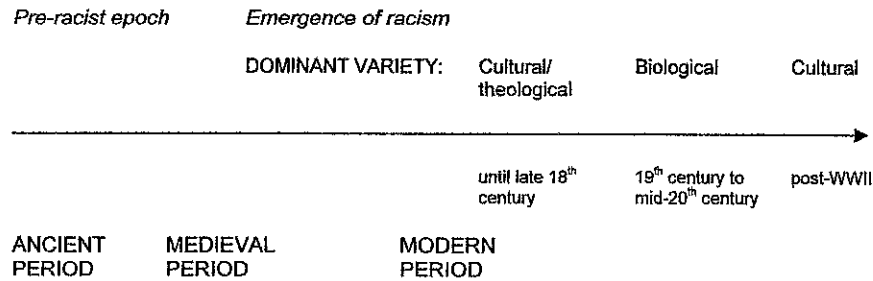 Pre-racist epoch Emergence of racism
DOMINANT VARIETY: Cultural/ Biological Cultural
theological
until late 18th 19th century to post-WWII
century mid-20th century
ANCIENT MEDIEVAL MODERN
PERIOD PERIOD PERIOD